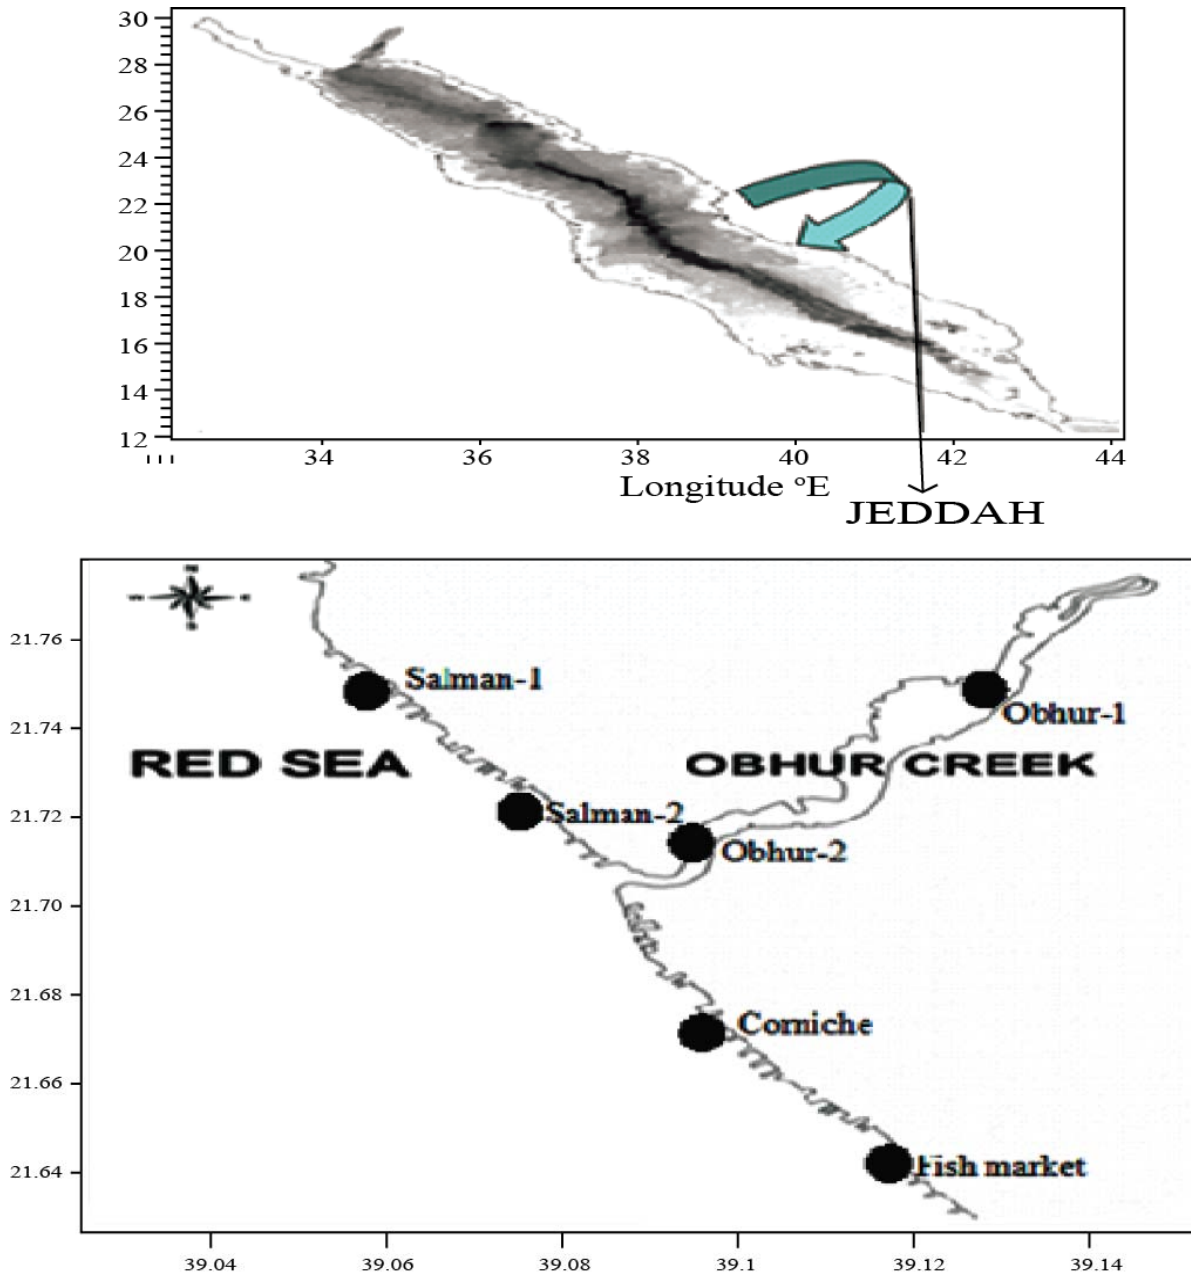 30
28
26
24
22
20
18
16
14
12
34 36 38 40 42 44
Longitude ºE
JEDDAH
21.76
21.74
21.72
21.70
21.68
21.66
21.64
Salman-1
Obhur-1
RED SEA
OBHUR CREEK
Salman-2
Obhur-2
Corniche
Fish market
39.04 39.06 39.08 39.1 39.12 39.14